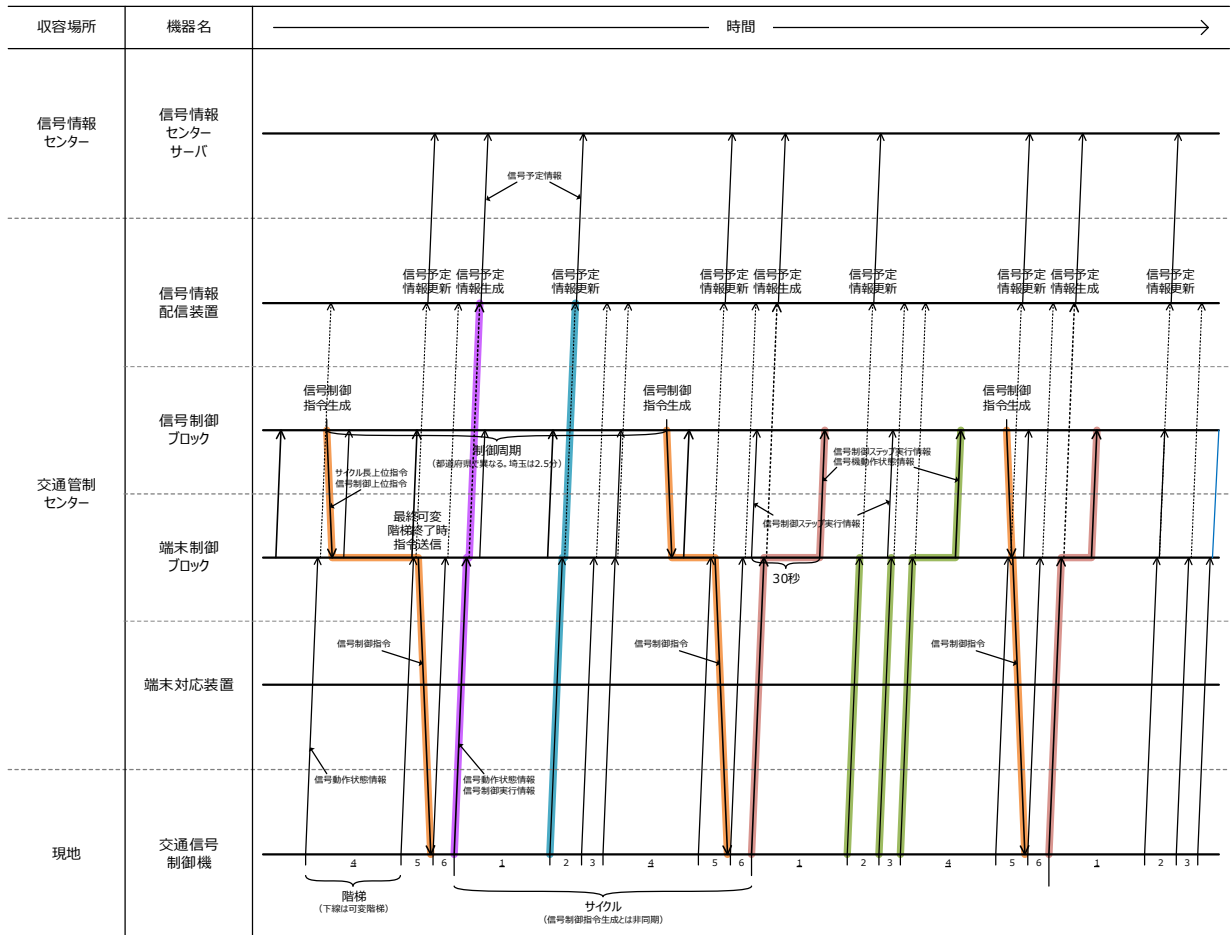 収容場所
機器名
時間
信号情報
センター
信号情報
センター
サーバ
信号予定情報
信号情報
配信装置
信号予定
情報更新
信号予定
情報生成
信号予定
情報更新
信号予定
情報更新
信号予定
情報生成
信号予定
情報更新
信号予定
情報更新
信号予定
情報生成
信号予定
情報更新
交通管制
センター
信号制御
ブロック
信号制御
指令生成
信号制御
指令生成
信号制御
指令生成
制御周期
(都道府県で異なる。埼玉は2.5分)
サイクル長上位指令
信号制御上位指令
信号制御ステップ実行情報
信号機動作状態情報
最終可変
階梯終了時
指令送信
信号制御ステップ実行情報
端末制御
ブロック
30秒
信号制御指令
信号制御指令
信号制御指令
端末対応装置
信号動作状態情報
信号動作状態情報
信号制御実行情報
現地
交通信号
制御機
4 5 6 1 2 3 4 5 6 1 2 3 4 5 6 1 2 3
階梯
(下線は可変階梯)
サイクル
(信号制御指令生成とは非同期)